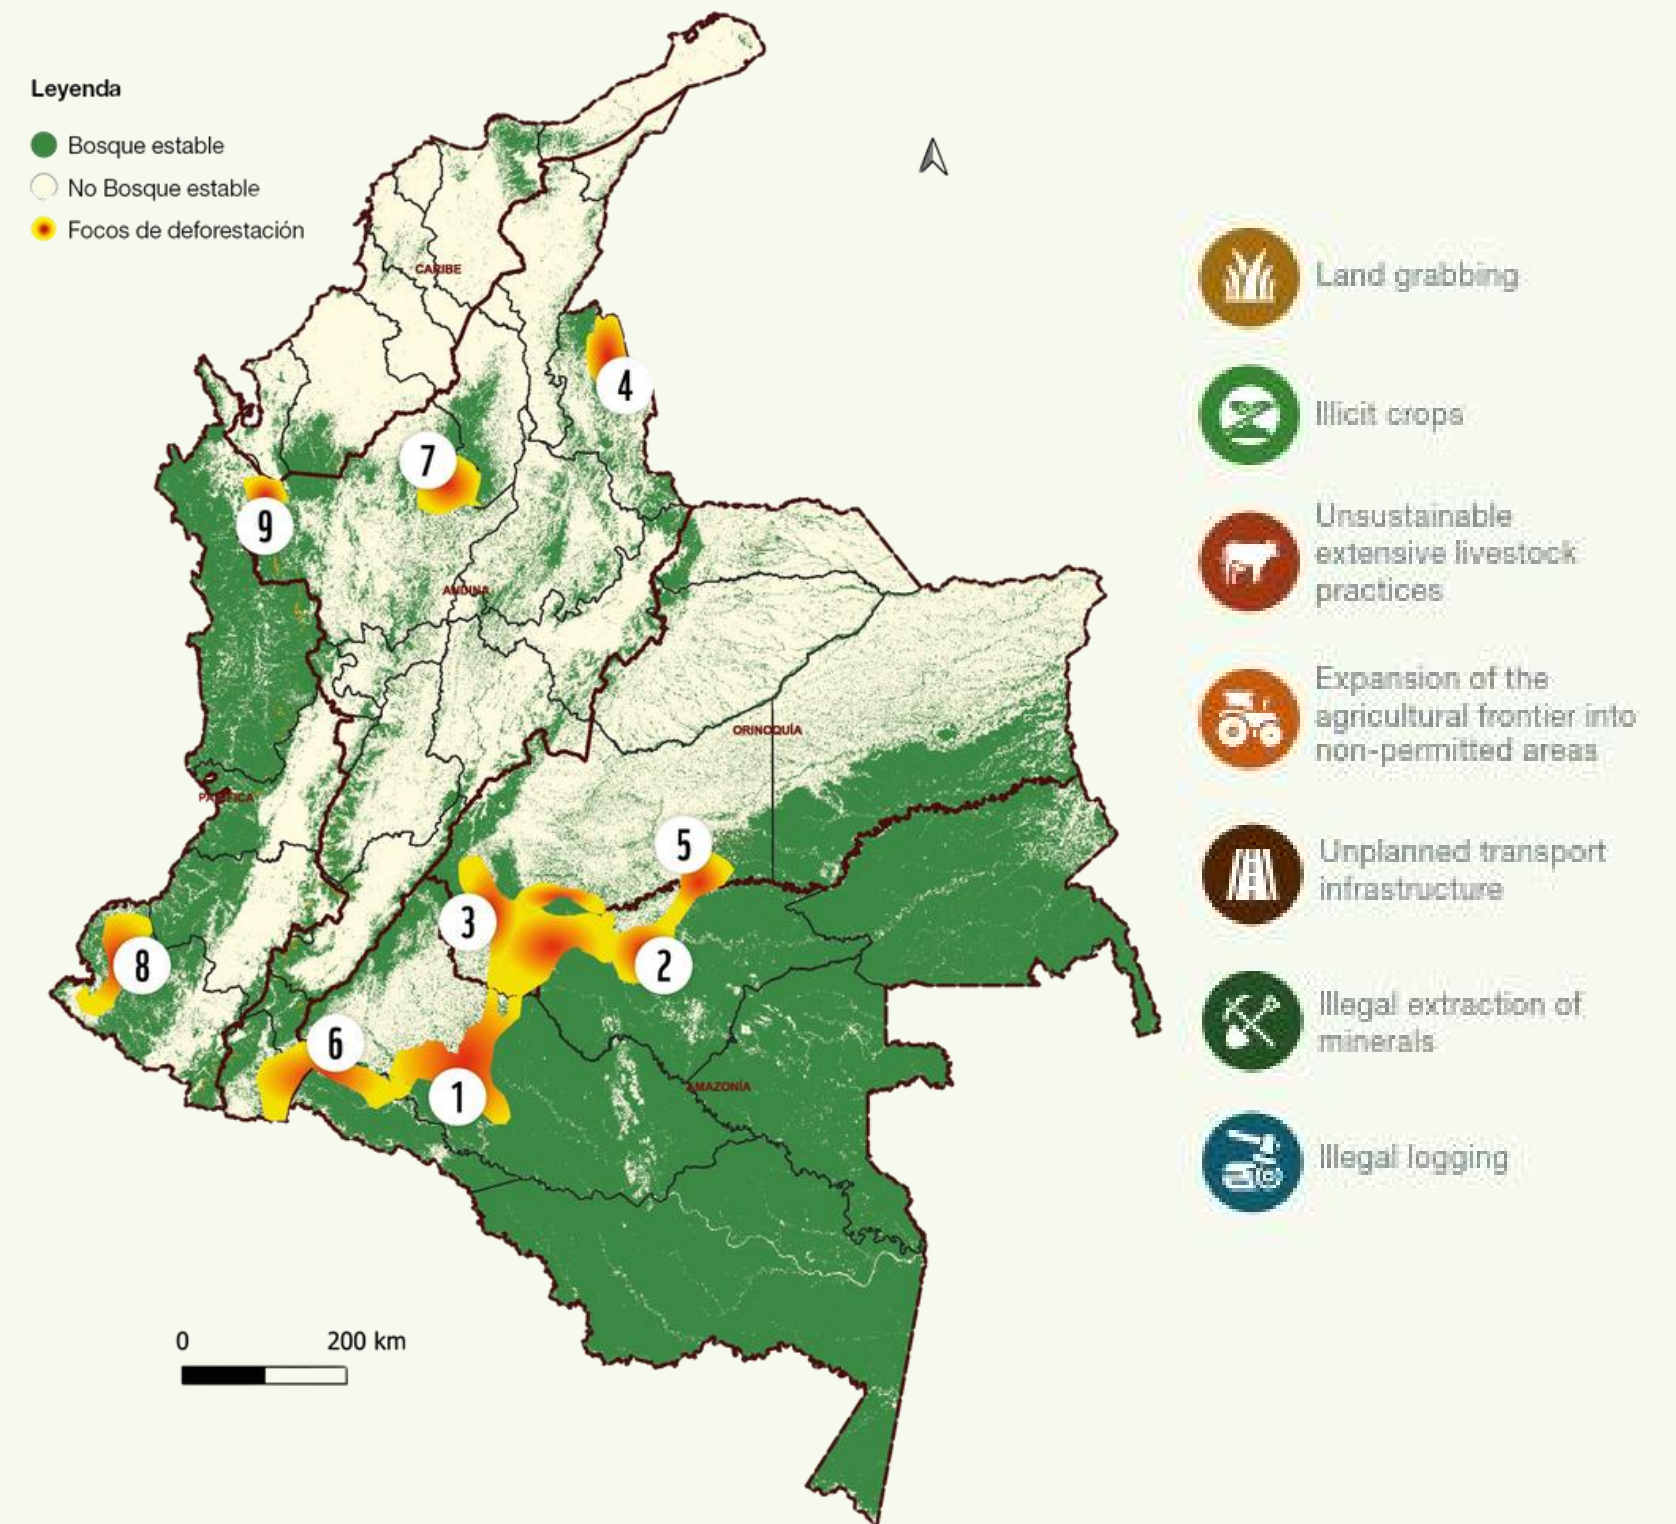 Leyenda
Bosque estable
No Bosque estable
Focos de deforestación
CARIBE
4
7
9
ANDINA
ORINOQUÍA
PACÍFICA
5
3
8
2
6
1
AMAZONÍA
0 200 km
Land grabbing
Illicit crops
Unsustainable
extensive livestock
practices
Expansion of the
agricultural frontier into
non-permitted areas
Unplanned transport
infrastructure
Illegal extraction of
minerals
Illegal logging